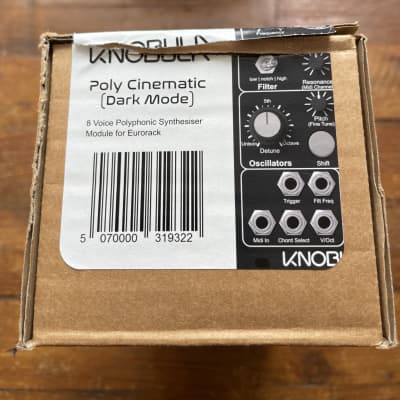 KNOBULA
Poly Cinematic
(Dark Mode)
8 Voice Polyphonic Synthesiser
Module for Eurorack
5 070000 319322
low | notch | high
Filter
Resonance
(Midi Channel)
5th
Unison
Octave
Detune
Pitch
(Fine Tune)
Oscillators
Shift
Trigger
Filt Freq
Midi In
Chord Select
V/Oct
KNOBUL